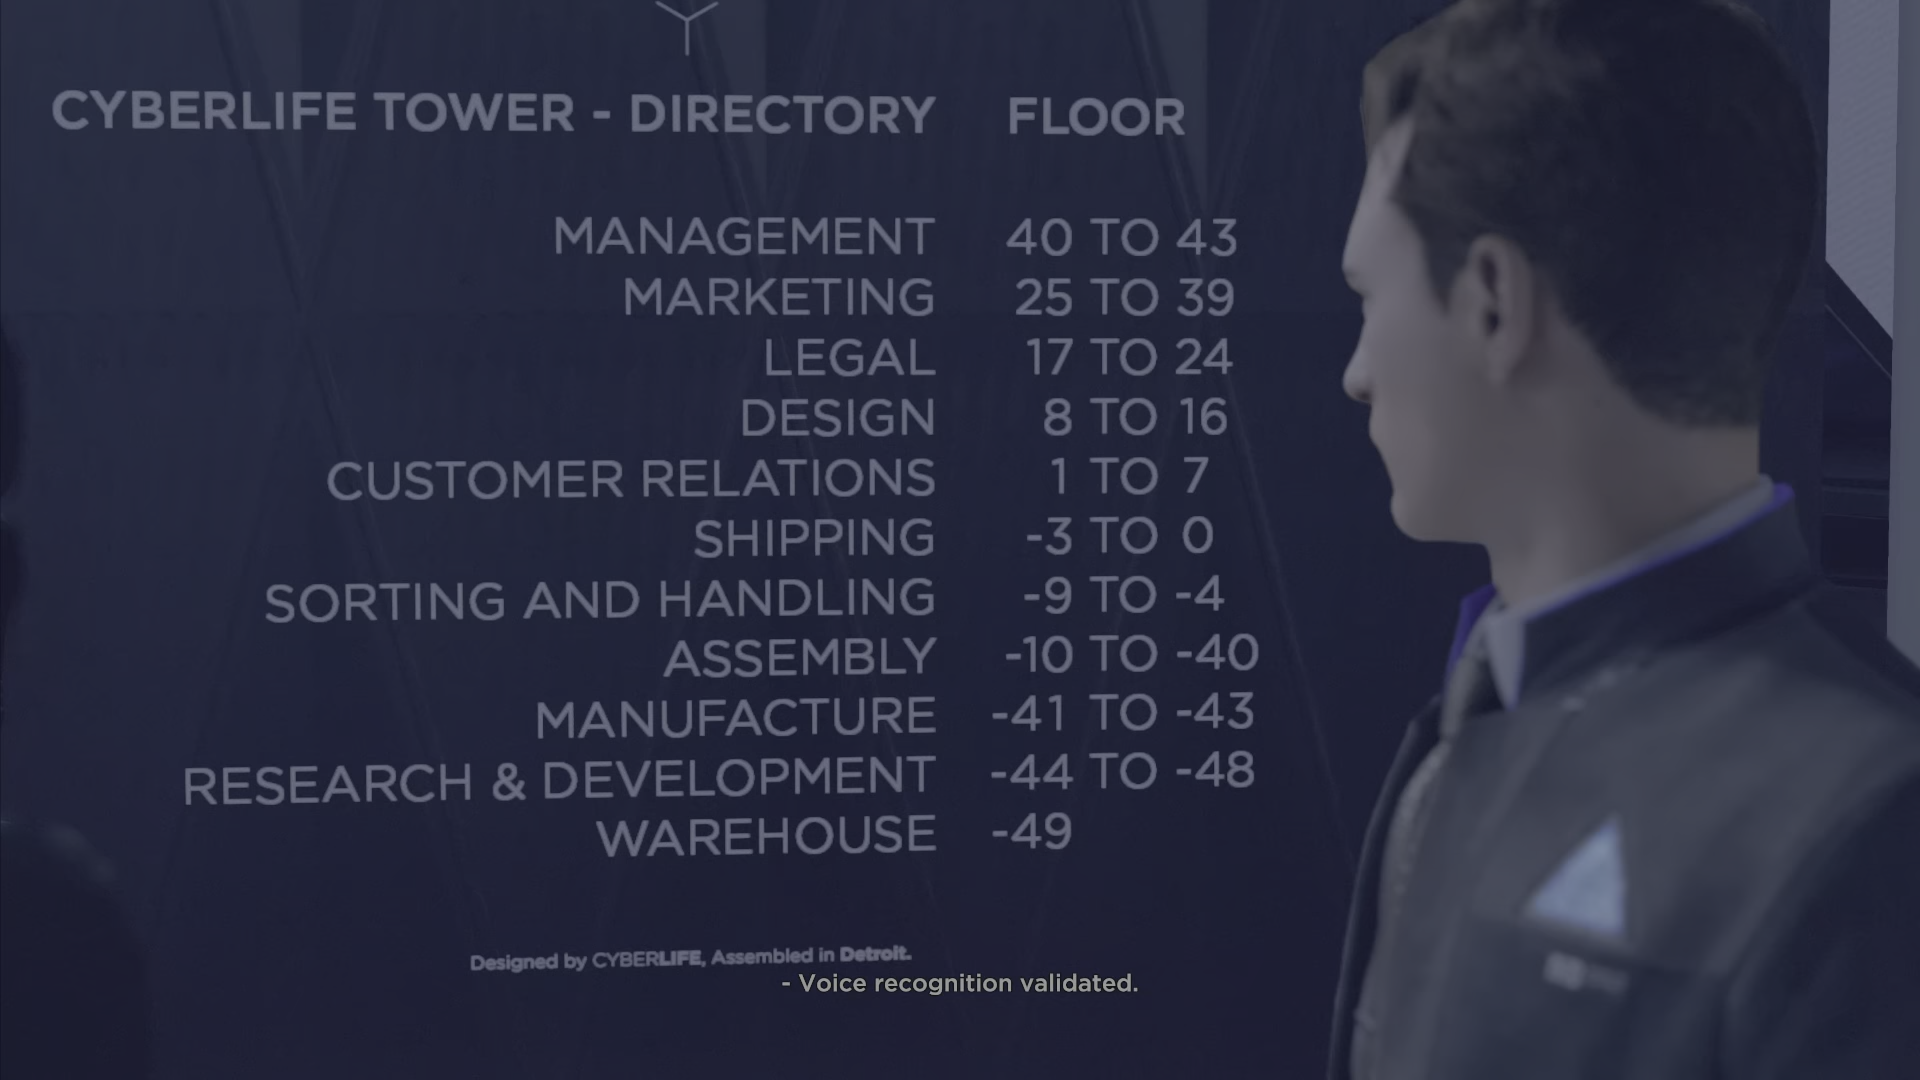 CYBERLIFE TOWER - DIRECTORY FLOOR
MANAGEMENT 40 TO 43
MARKETING 25 TO 39
LEGAL 17 TO 24
DESIGN 8 TO 16
CUSTOMER RELATIONS 1 TO 7
SHIPPING -3 TO 0
SORTING AND HANDLING -9 TO -4
ASSEMBLY -10 TO -40
MANUFACTURE -41 TO -43
RESEARCH & DEVELOPMENT -44 TO -48
WAREHOUSE -49
Designed by CYBERLIFE, Assembled in Detroit.
- Voice recognition validated.